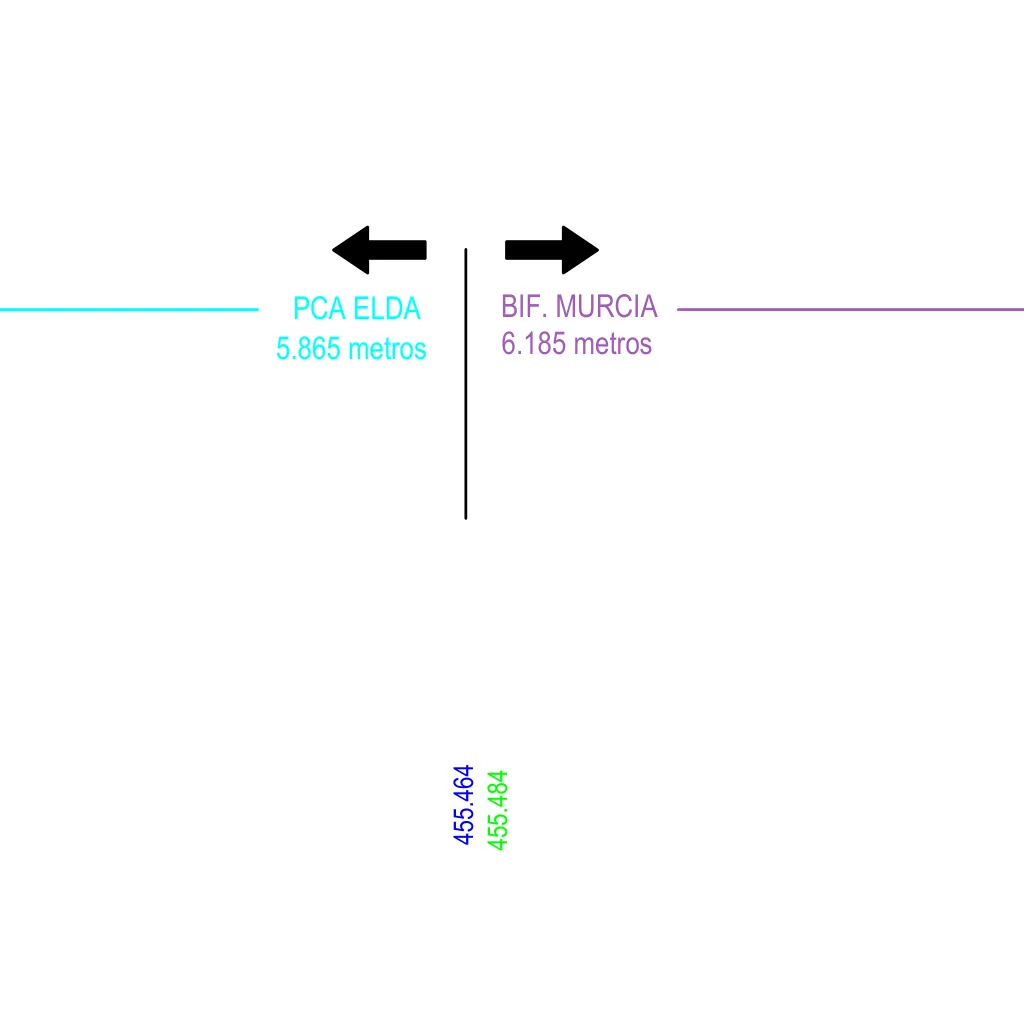 PCA ELDA
5.865 metros
BIF. MURCIA
6.185 metros
455.464
455.484